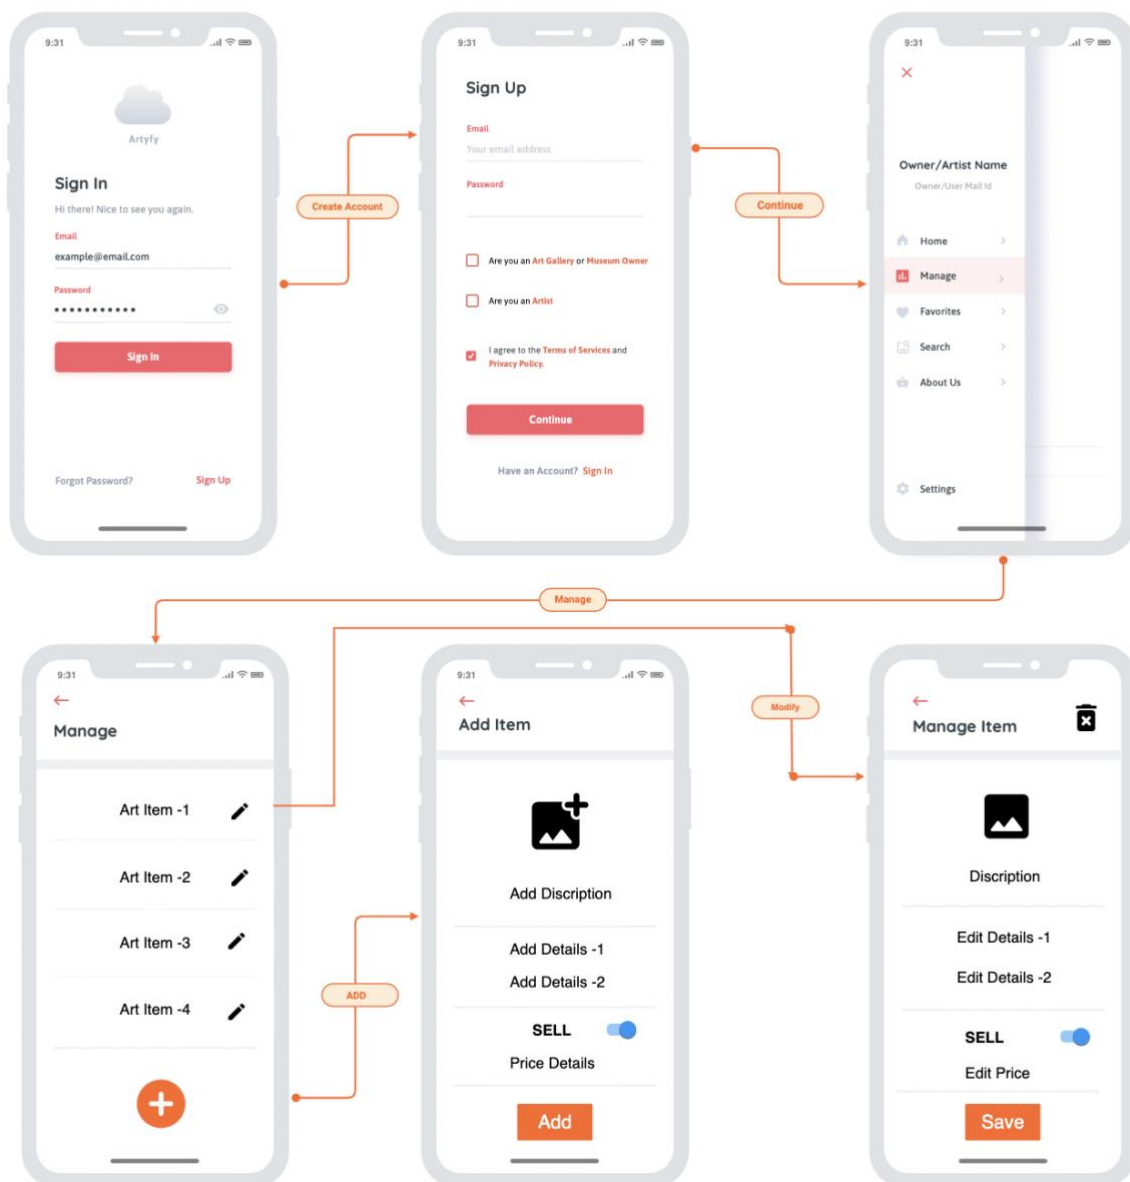 9:31
Artyfy
Sign In
Hi there! Nice to see you again.
Email
example@email.com
Password
Sign In
Forgot Password?
Sign Up
Create Account
9:31
Sign Up
Email
Your email address
Password
Are you an Art Gallery or Museum Owner
Are you an Artist
I agree to the Terms of Services and
Privacy Policy.
Continue
Have an Account? Sign In
Continue
9:31
Owner/Artist Name
Owner/User Mail Id
Home
Manage
Favorites
Search
About Us
Settings
Manage
9:31
Manage
Art Item -1
Art Item -2
Art Item -3
Art Item -4
ADD
9:31
Add Item
Add Discription
Add Details -1
Add Details -2
SELL
Price Details
Add
Modify
Manage Item
Discription
Edit Details -1
Edit Details -2
SELL
Edit Price
Save